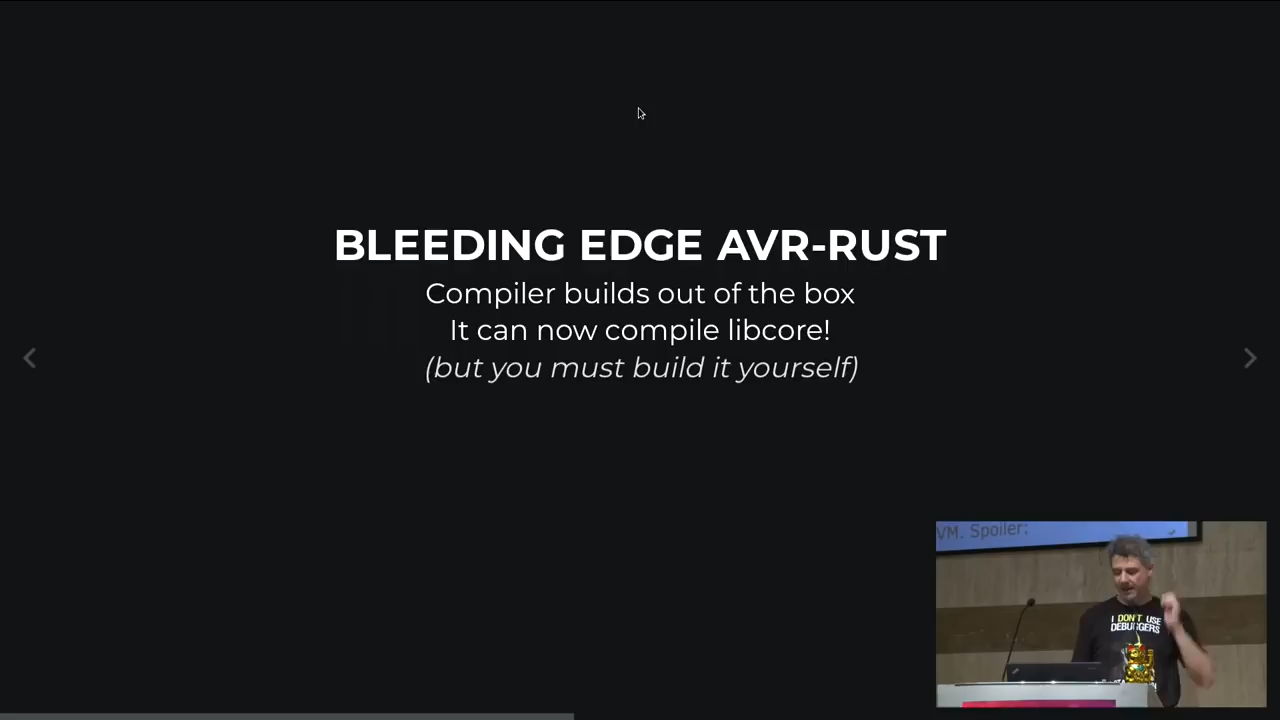 BLEEDING EDGE AVR-RUST
Compiler builds out of the box
It can now compile libcore!
(but you must build it yourself)
VM. Spoiler:
I DON'T USE
DEBUGGERS